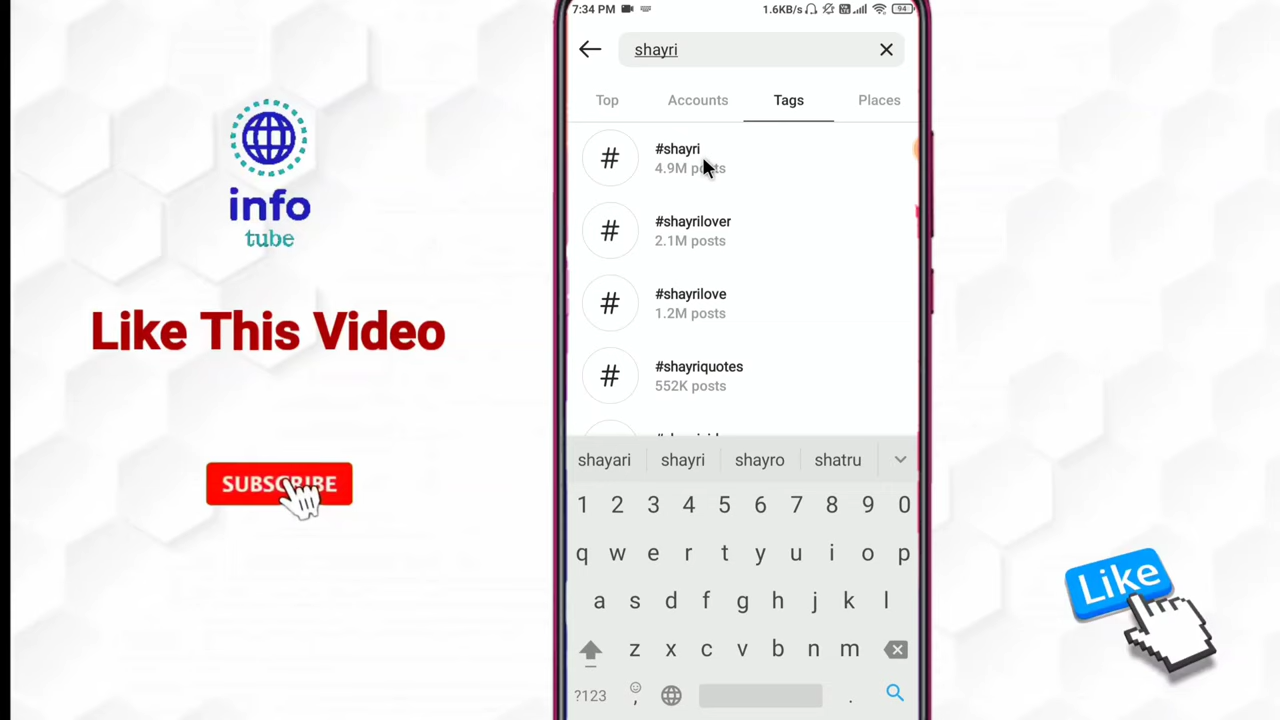 7:34 PM 1.6KB/s 94
shayri
Top Accounts Tags Places
#shayri
4.9M posts
#shayrilover
2.1M posts
#shayrilove
1.2M posts
#shayriquotes
552K posts
shayari shayri shayro shatru
1 2 3 4 5 6 7 8 9 0
q w e r t y u i o p
a s d f g h j k l
z x c v b n m
?123 , .
info
tube
Like This Video
SUBSCRIBE
Like